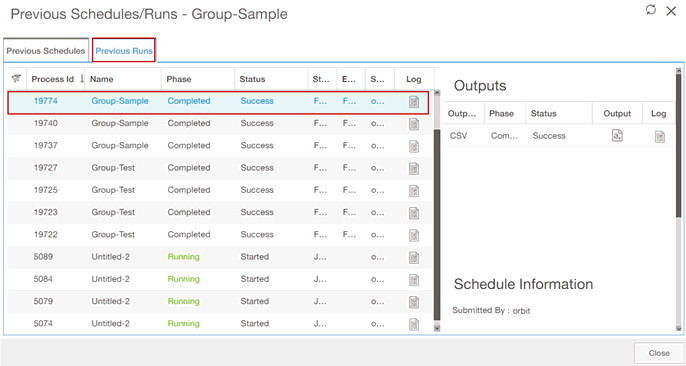 Previous Schedules/Runs - Group-Sample
Previous Schedules Previous Runs
Process Id Name Phase Status St... E... S... Log
19774 Group-Sample Completed Success F... F... o...
19740 Group-Sample Completed Success F... F... o...
19737 Group-Sample Completed Success F... F... o...
19727 Group-Test Completed Success F... F... o...
19725 Group-Test Completed Success F... F... o...
19723 Group-Test Completed Success F... F... o...
19722 Group-Test Completed Success F... F... o...
5089 Untitled-2 Running Started J... o...
5084 Untitled-2 Running Started J... o...
5079 Untitled-2 Running Started J... o...
5074 Untitled-2 Running Started J... o...
Outputs
Outp... Phase Status Output Log
CSV Com... Success
Schedule Information
Submitted By : orbit
Close